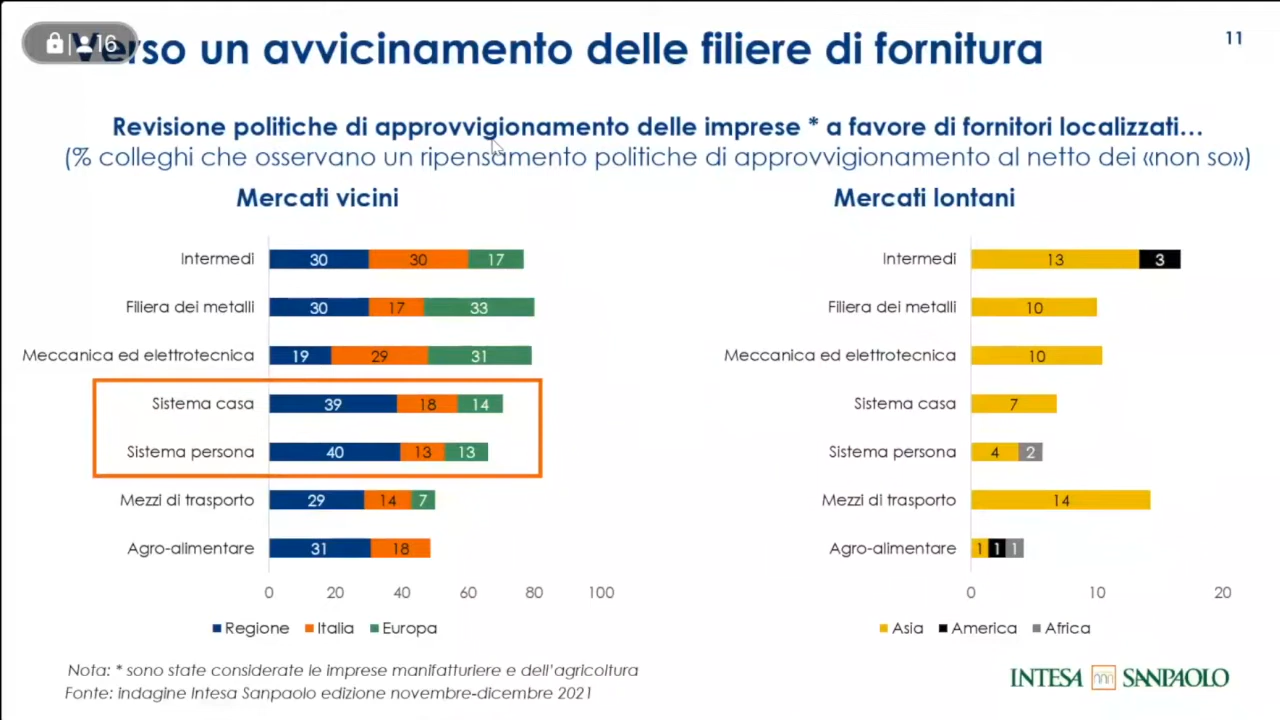 16
Verso un avvicinamento delle filiere di fornitura
11
Revisione politiche di approvvigionamento delle imprese * a favore di fornitori localizzati...
(% colleghi che osservano un ripensamento politiche di approvvigionamento al netto dei «non so»)
Mercati vicini
Intermedi 30 30 17
Filiera dei metalli 30 17 33
Meccanica ed elettrotecnica 19 29 31
Sistema casa 39 18 14
Sistema persona 40 13 13
Mezzi di trasporto 29 14 7
Agro-alimentare 31 18
0 20 40 60 80 100
Regione Italia Europa
Mercati lontani
Intermedi 13 3
Filiera dei metalli 10
Meccanica ed elettrotecnica 10
Sistema casa 7
Sistema persona 4 2
Mezzi di trasporto 14
Agro-alimentare 1 1 1
0 10 20
Asia America Africa
Nota: * sono state considerate le imprese manifatturiere e dell'agricoltura
Fonte: indagine Intesa Sanpaolo edizione novembre-dicembre 2021
INTESA SANPAOLO